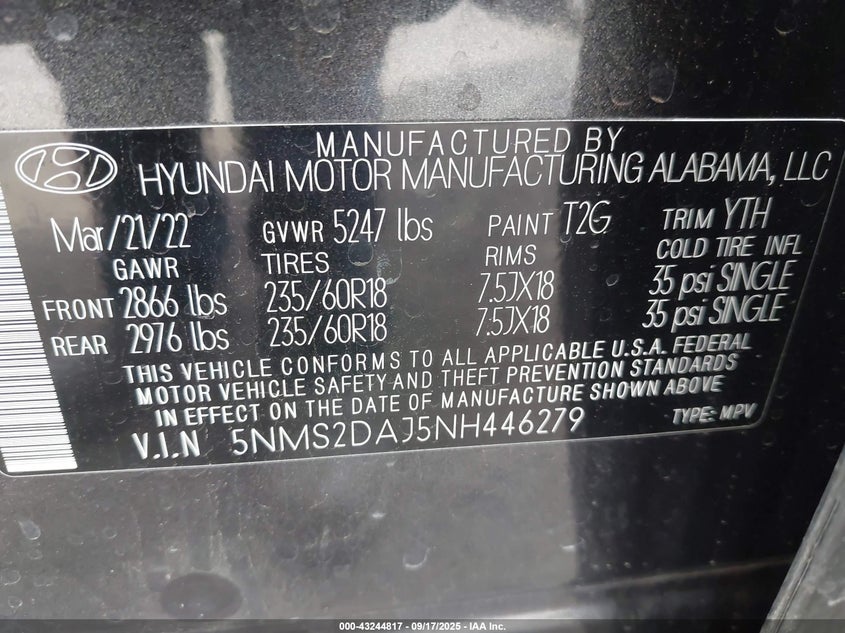 MANUFACTURED BY
HYUNDAI MOTOR MANUFACTURING ALABAMA, LLC
Mar/21/22 GVWR 5247 lbs PAINT T2G TRIM YTH
GAWR TIRES RIMS COLD TIRE INFL
FRONT 2866 lbs 235/60R18 7.5JX18 35 psi SINGLE
REAR 2976 lbs 235/60R18 7.5JX18 35 psi SINGLE
THIS VEHICLE CONFORMS TO ALL APPLICABLE U.S.A. FEDERAL
MOTOR VEHICLE SAFETY AND THEFT PREVENTION STANDARDS
IN EFFECT ON THE DATE OF MANUFACTURE SHOWN ABOVE
V.I.N 5NMS2DAJ5NH446279 TYPE: MPV
000-43244817 - 09/17/2025 - IAA Inc.